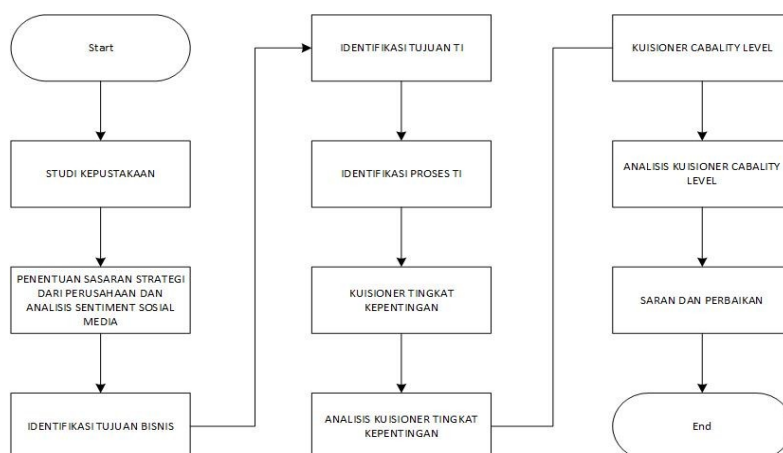 Start
STUDI KEPUSTAKAAN
PENENTUAN SASARAN STRATEGI
DARI PERUSAHAAN DAN
ANALISIS SENTIMENT SOSIAL
MEDIA
IDENTIFIKASI TUJUAN BISNIS
IDENTIFIKASI TUJUAN TI
IDENTIFIKASI PROSES TI
KUISIONER TINGKAT
KEPENTINGAN
ANALISIS KUISIONER TINGKAT
KEPENTINGAN
KUISIONER CABALITY LEVEL
ANALISIS KUISIONER CABALITY
LEVEL
SARAN DAN PERBAIKAN
End